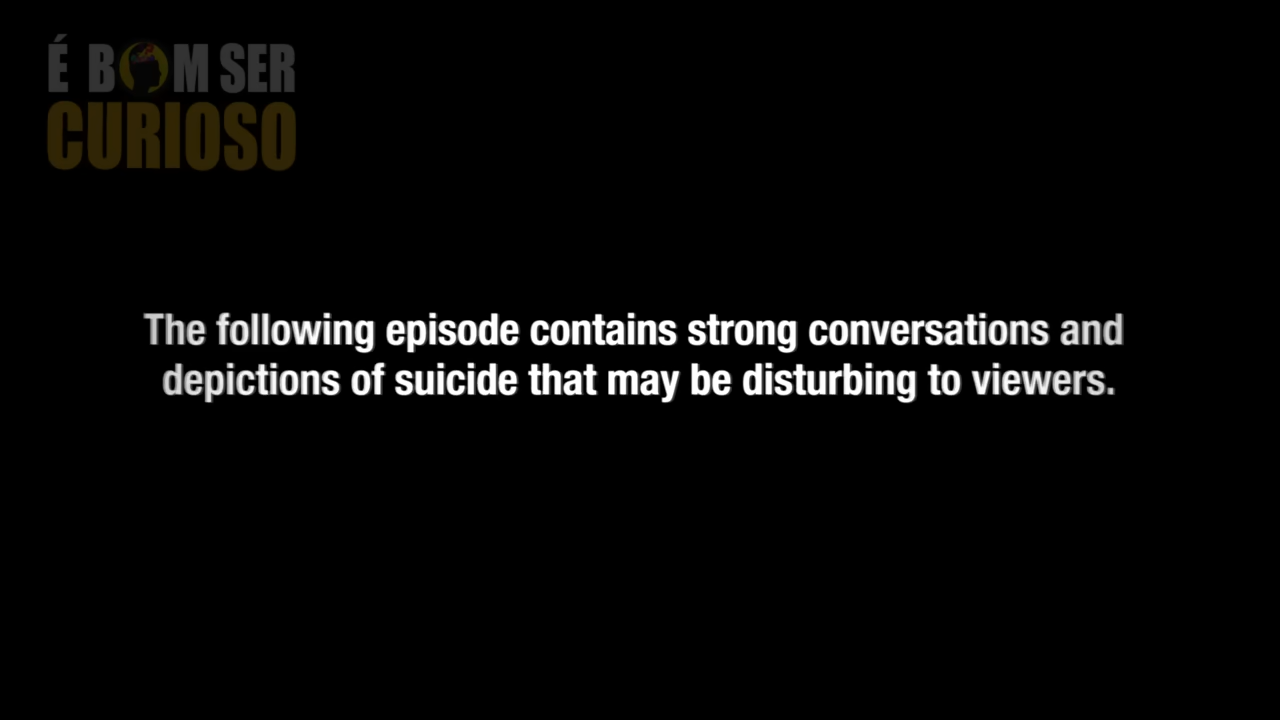 É BOM SER
CURIOSO
The following episode contains strong conversations and
depictions of suicide that may be disturbing to viewers.